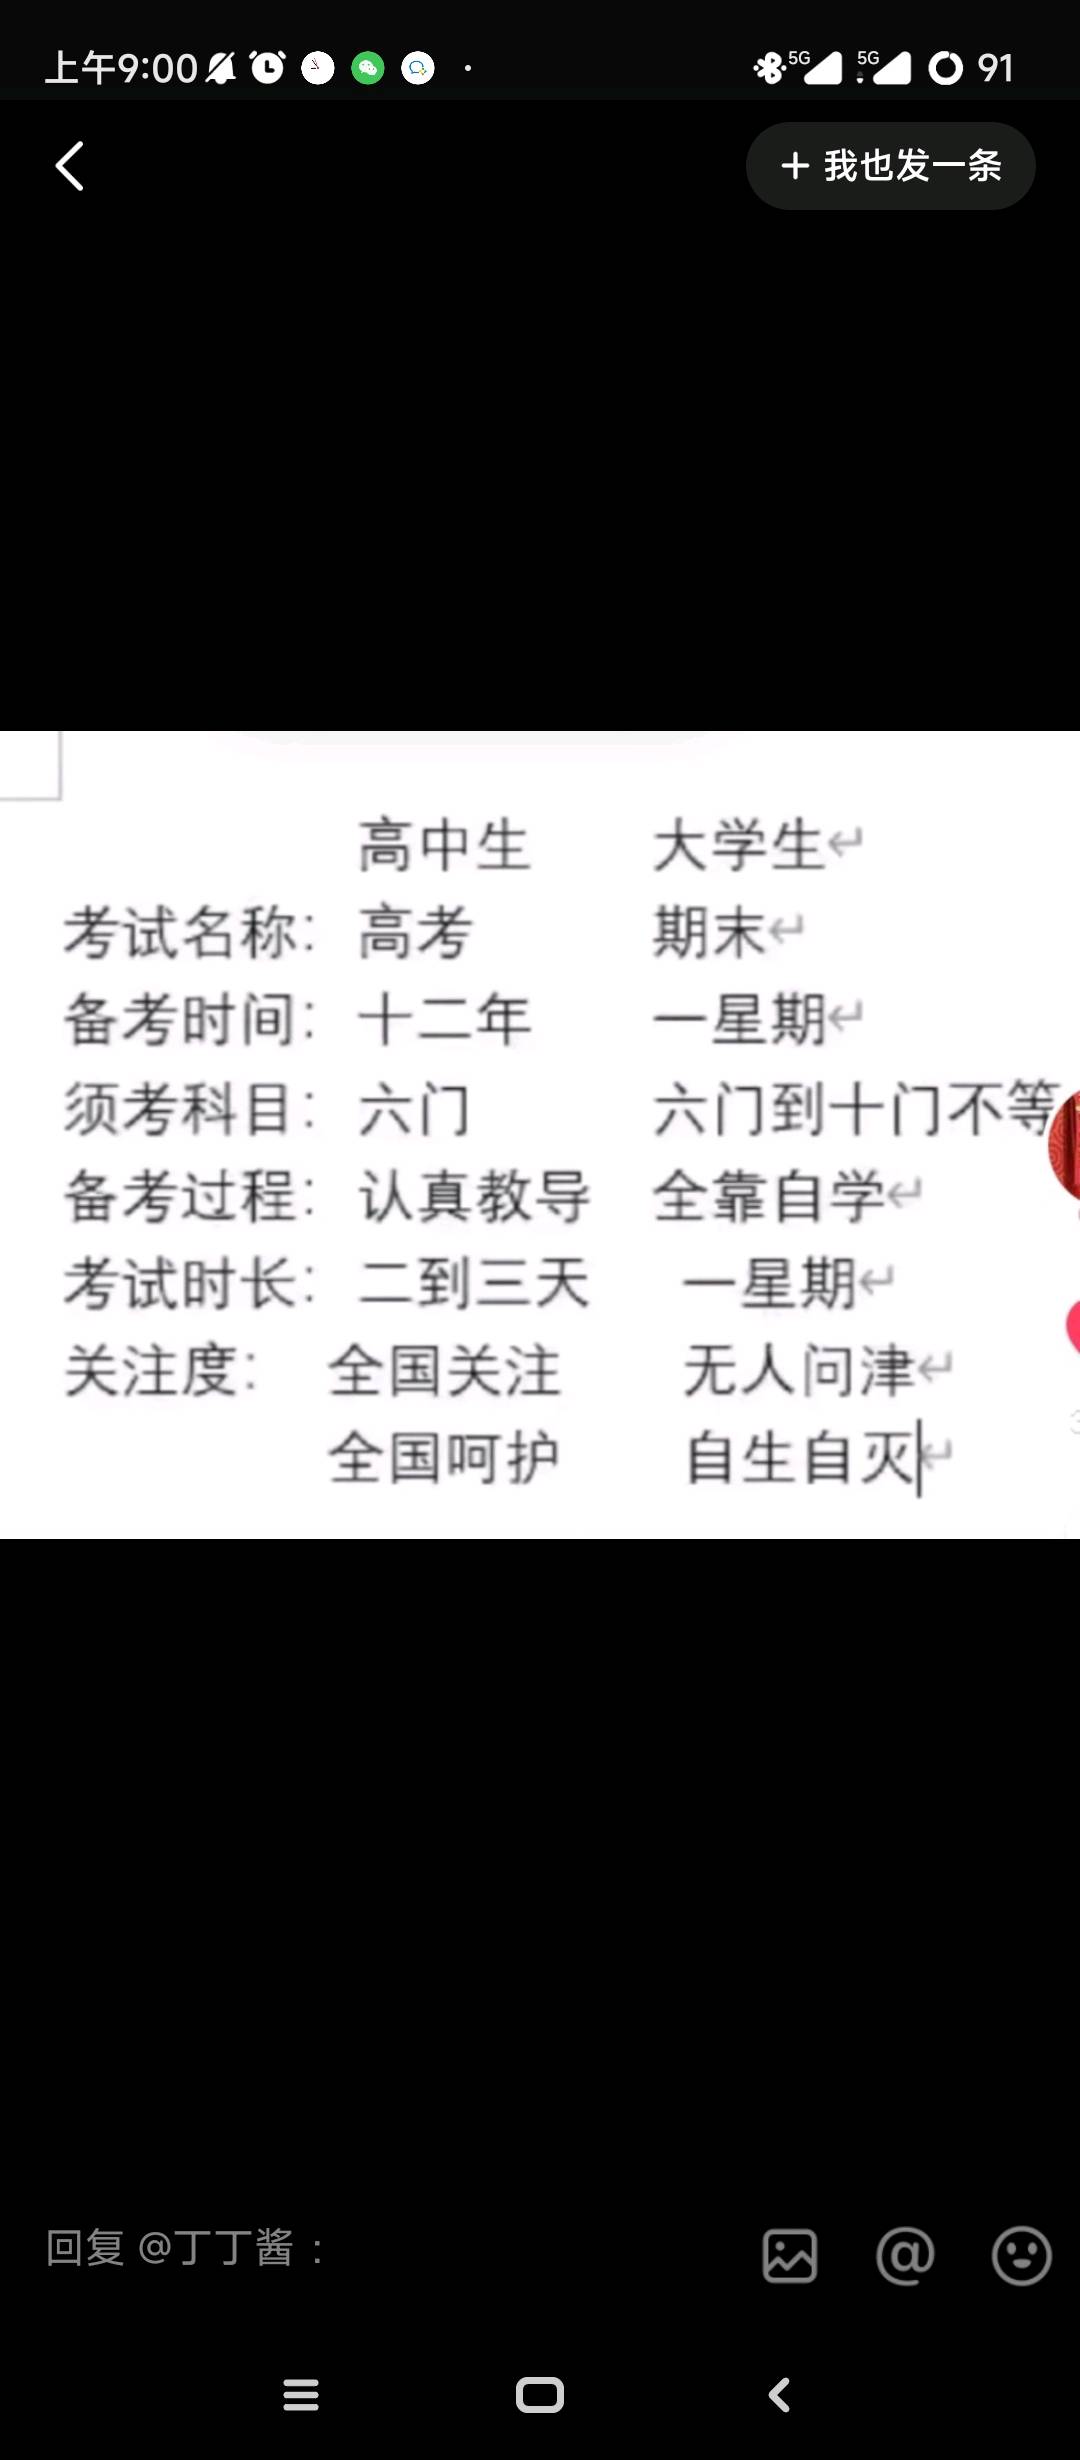 上午9:00 5G 5G 91
+ 我也发一条
高中生 大学生
考试名称： 高考 期末
备考时间： 十二年 一星期
须考科目： 六门 六门到十门不等
备考过程： 认真教导 全靠自学
考试时长： 二到三天 一星期
关注度： 全国关注 无人问津
全国呵护 自生自灭
回复 @丁丁酱：